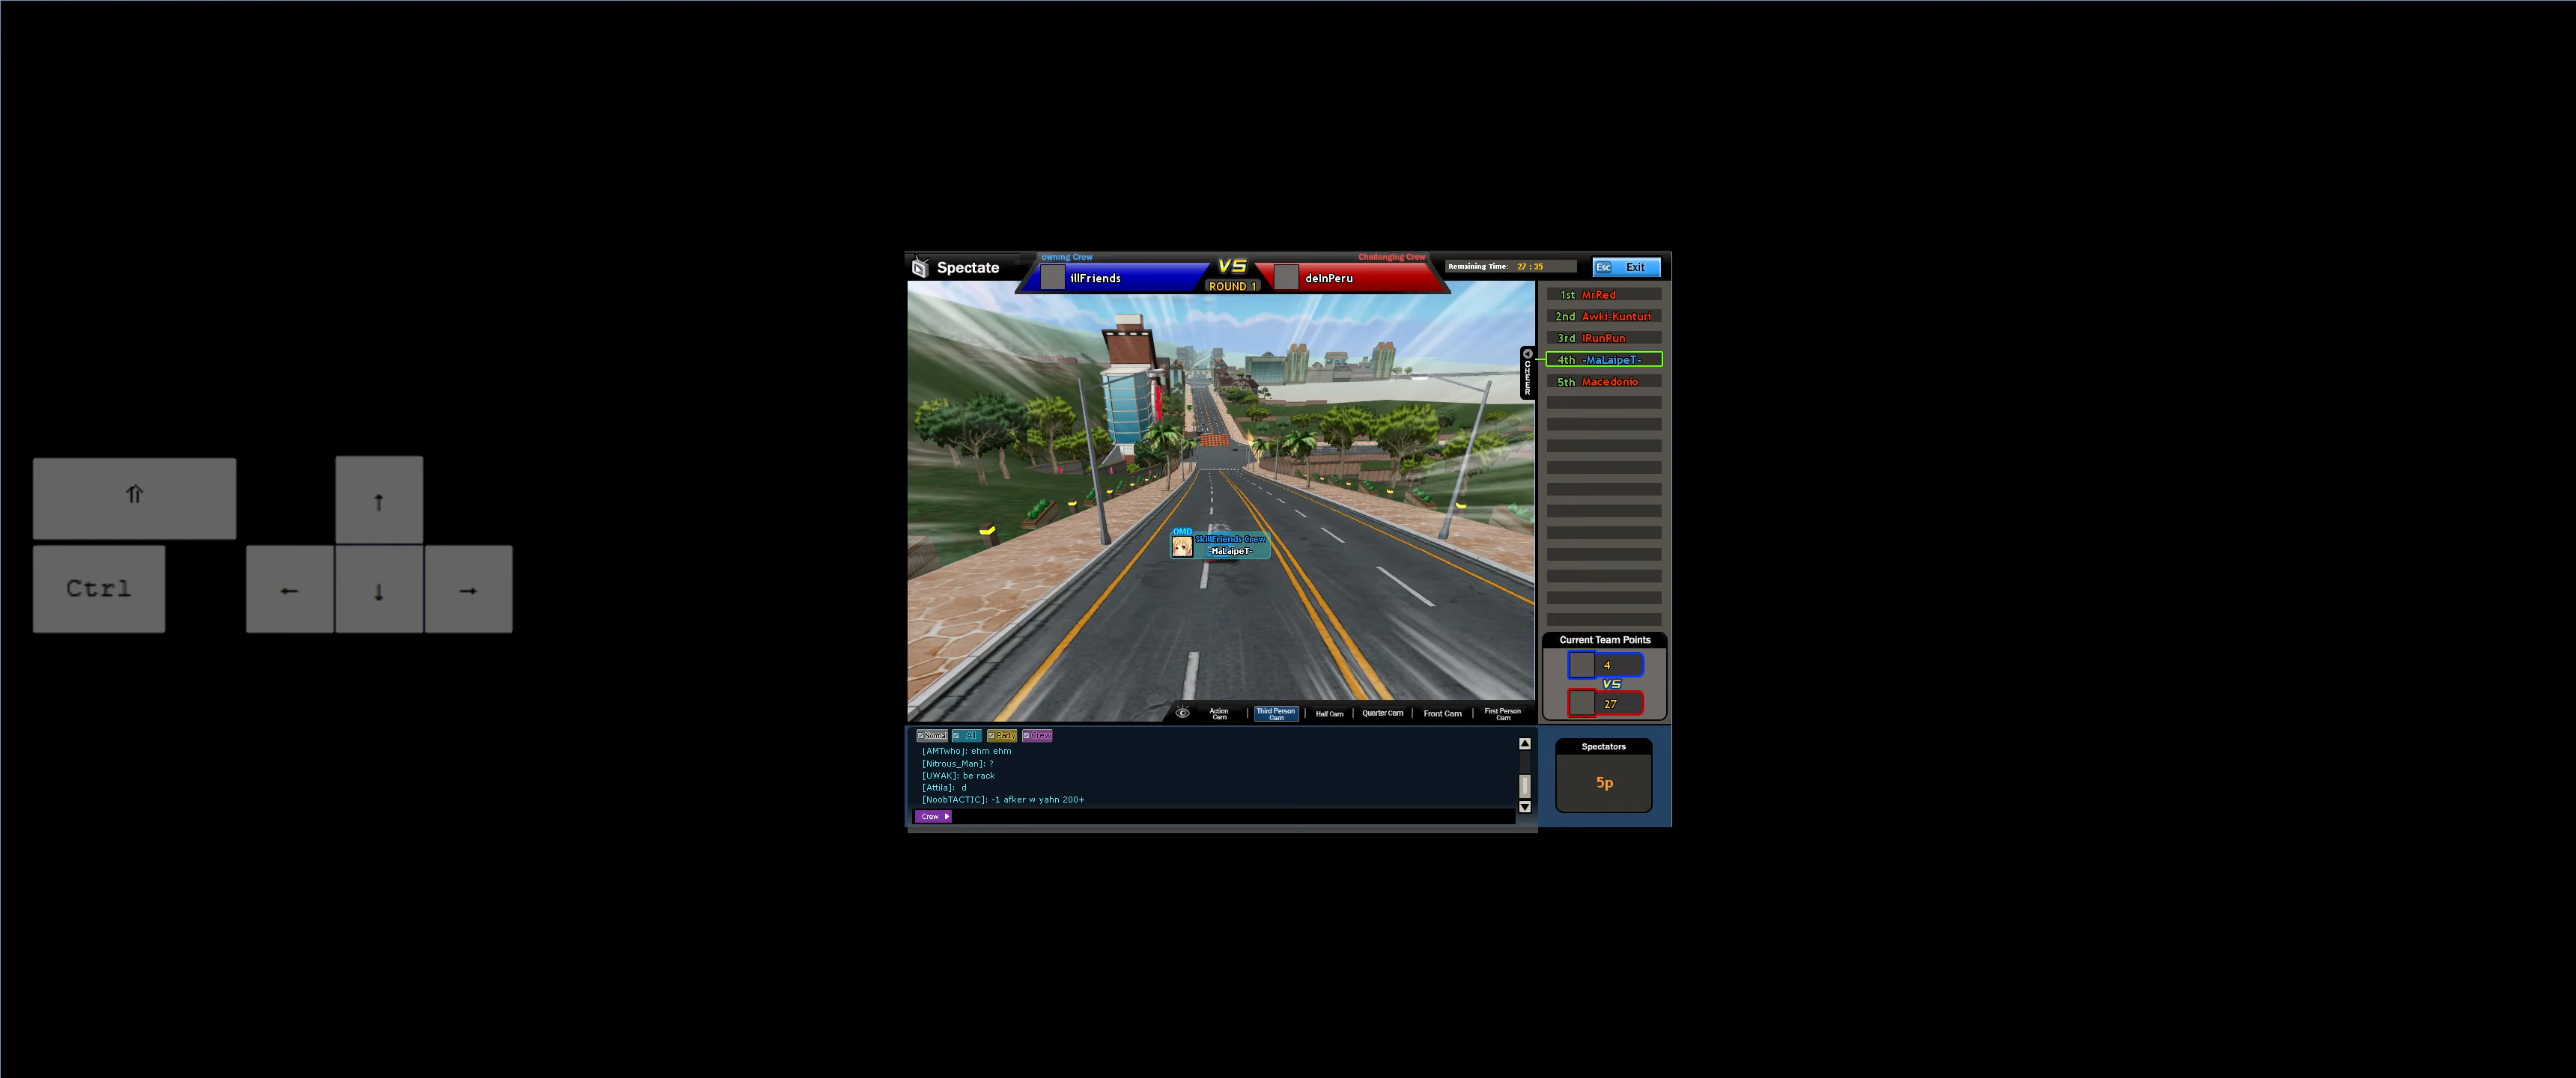 Spectate
owning Crew
illFriends
VS
ROUND 1
Challenging Crew
deInPeru
Remaining Time: 27 : 35
Esc Exit
1st MrRed
2nd Awki-Kunturi
3rd IRunRun
4th -MaLaipeT-
5th Macedonio
CHEER
⇑
↑
Ctrl
← ↓ →
OMD
SkillFriends Crew
-MaLaipeT-
Current Team Points
4
VS
27
Action Cam | Third Person Cam | Half Cam | Quarter Cam | Front Cam | First Person Cam
Normal All Party Crew
[AMTwho]: ehm ehm
[Nitrous_Man]: ?
[UWAK]: be rack
[Attila]: d
[NoobTACTIC]: -1 afker w yahn 200+
Crew
Spectators
5p